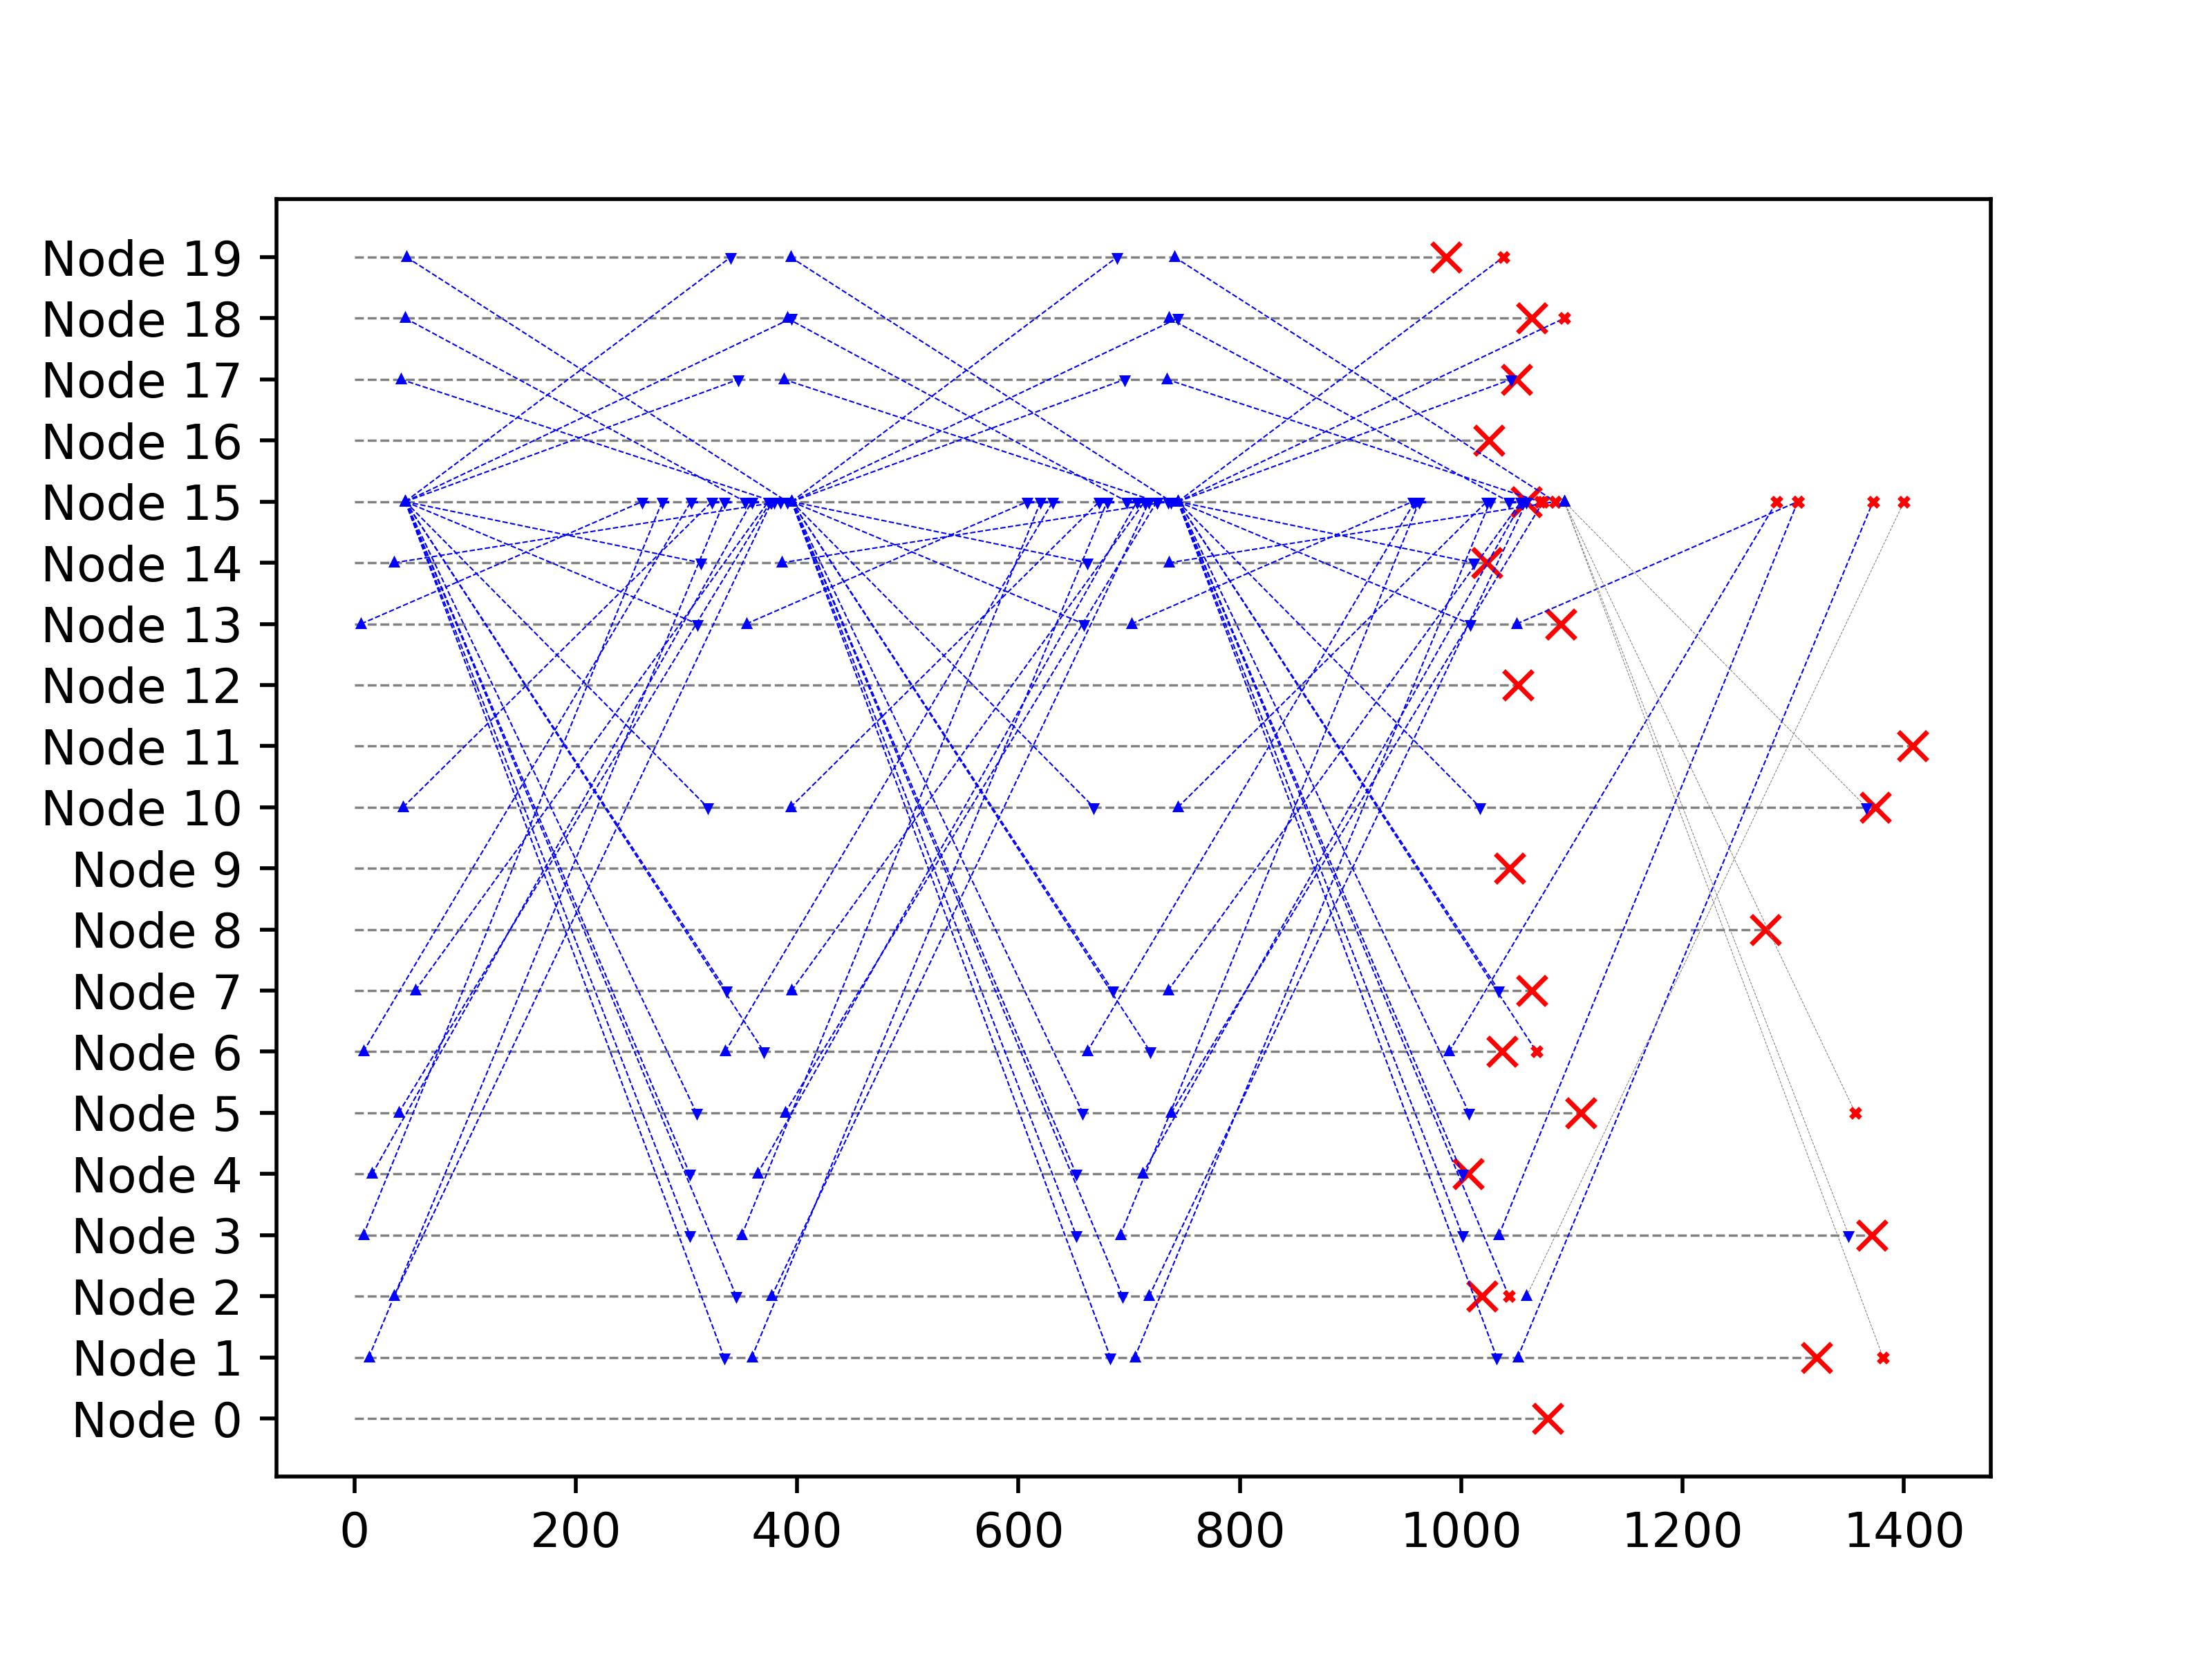 Node 19
Node 18
Node 17
Node 16
Node 15
Node 14
Node 13
Node 12
Node 11
Node 10
Node 9
Node 8
Node 7
Node 6
Node 5
Node 4
Node 3
Node 2
Node 1
Node 0
0 200 400 600 800 1000 1200 1400